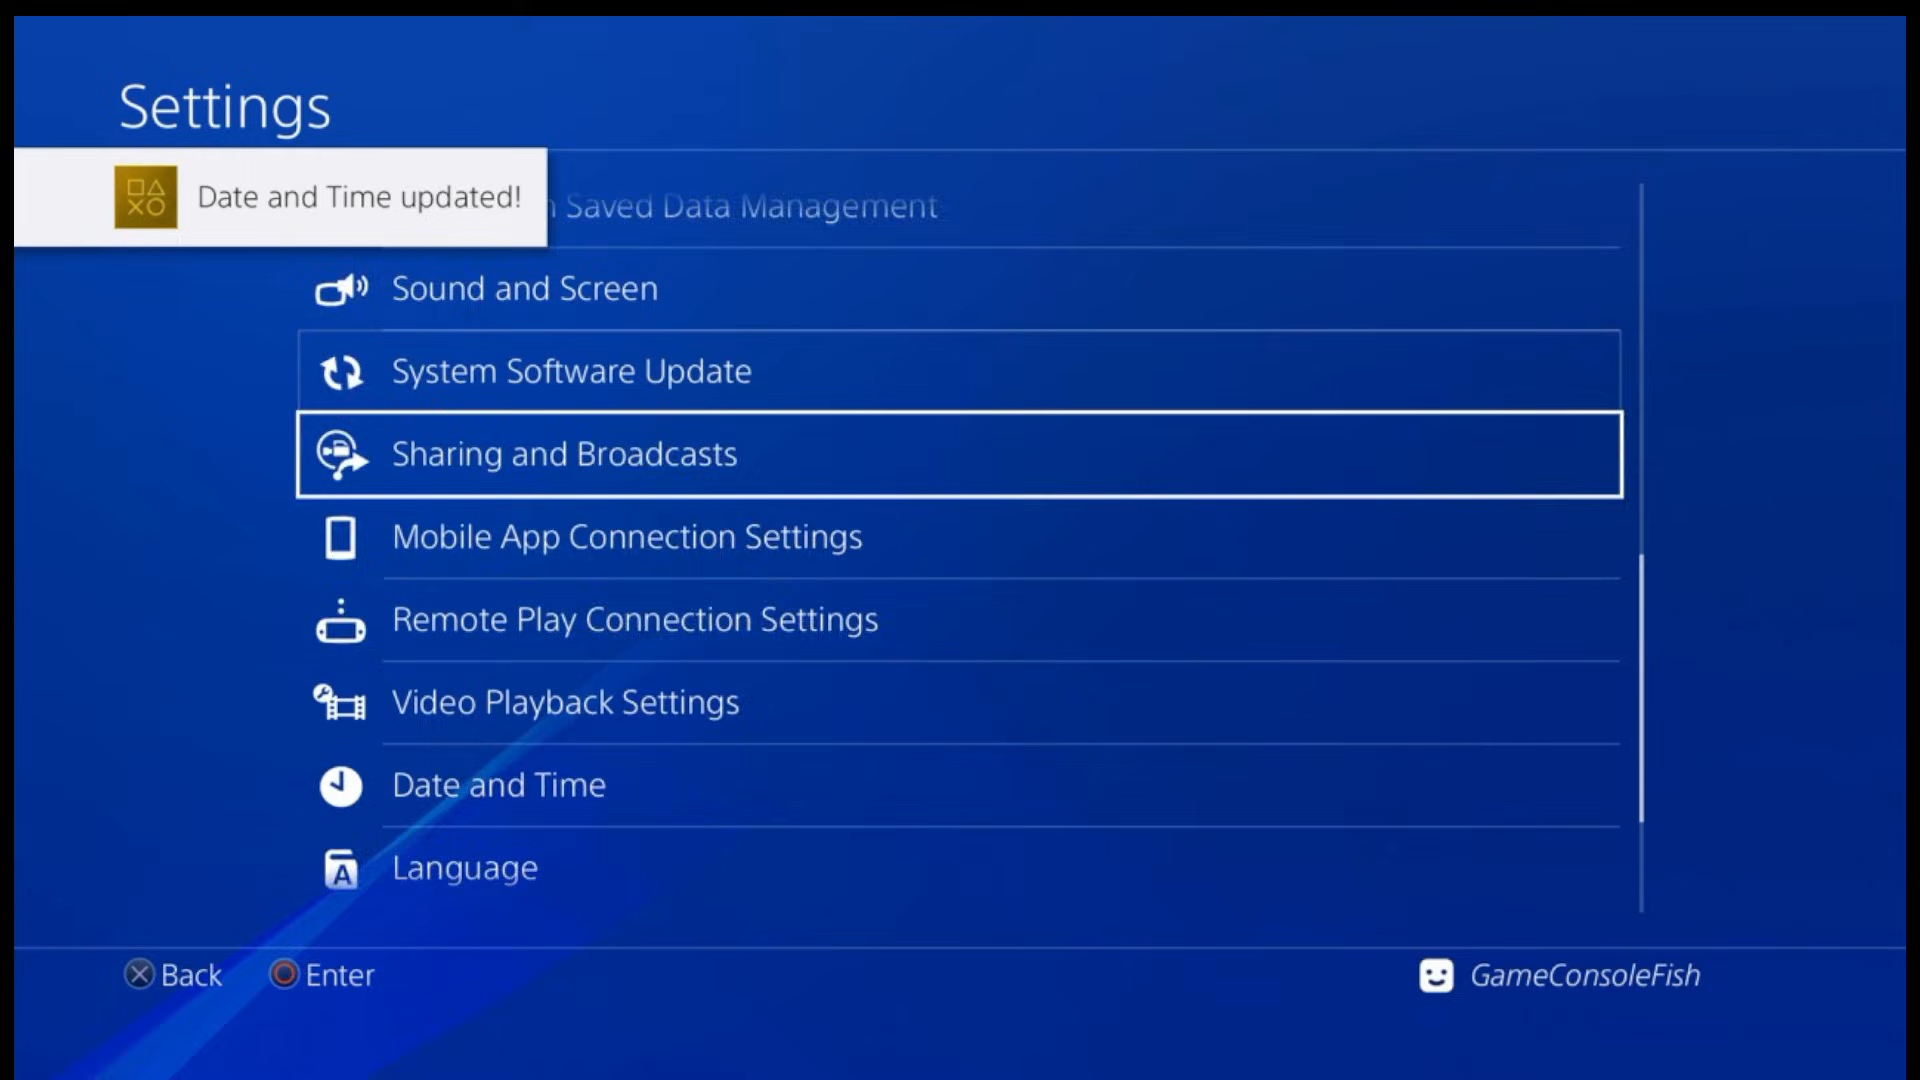 Settings
Date and Time updated!
Saved Data Management
Sound and Screen
System Software Update
Sharing and Broadcasts
Mobile App Connection Settings
Remote Play Connection Settings
Video Playback Settings
Date and Time
Language
Back Enter GameConsoleFish